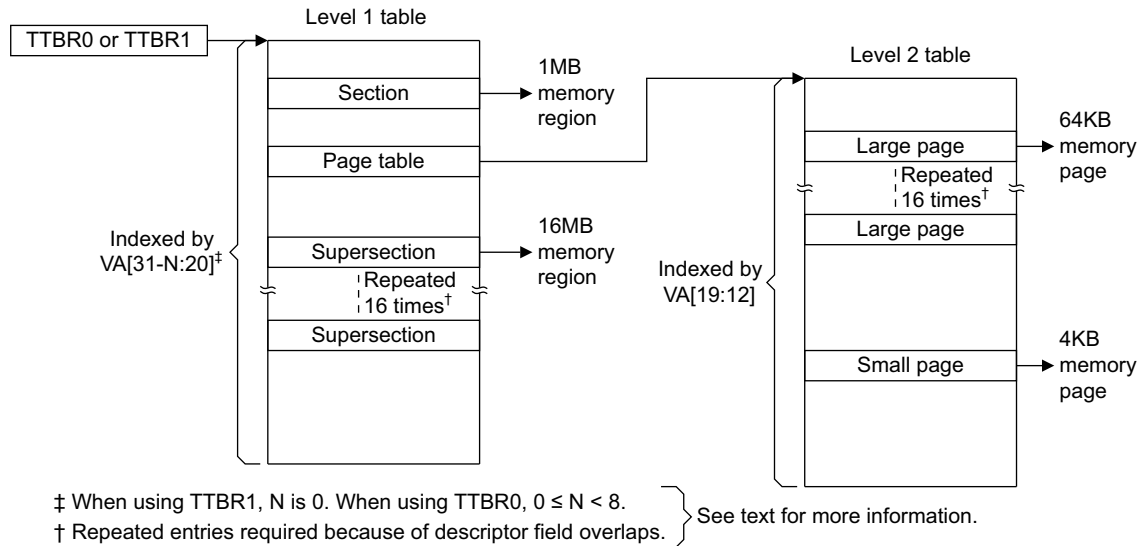 Level 1 table
TTBR0 or TTBR1
Section
1MB
memory
region
Page table
Indexed by
VA[31-N:20]‡
Supersection
16MB
memory
region
Repeated
16 times†
Supersection
Level 2 table
Large page
64KB
memory
page
Repeated
16 times†
Large page
Indexed by
VA[19:12]
Small page
4KB
memory
page
‡ When using TTBR1, N is 0. When using TTBR0, 0 ≤ N < 8.
† Repeated entries required because of descriptor field overlaps.
See text for more information.